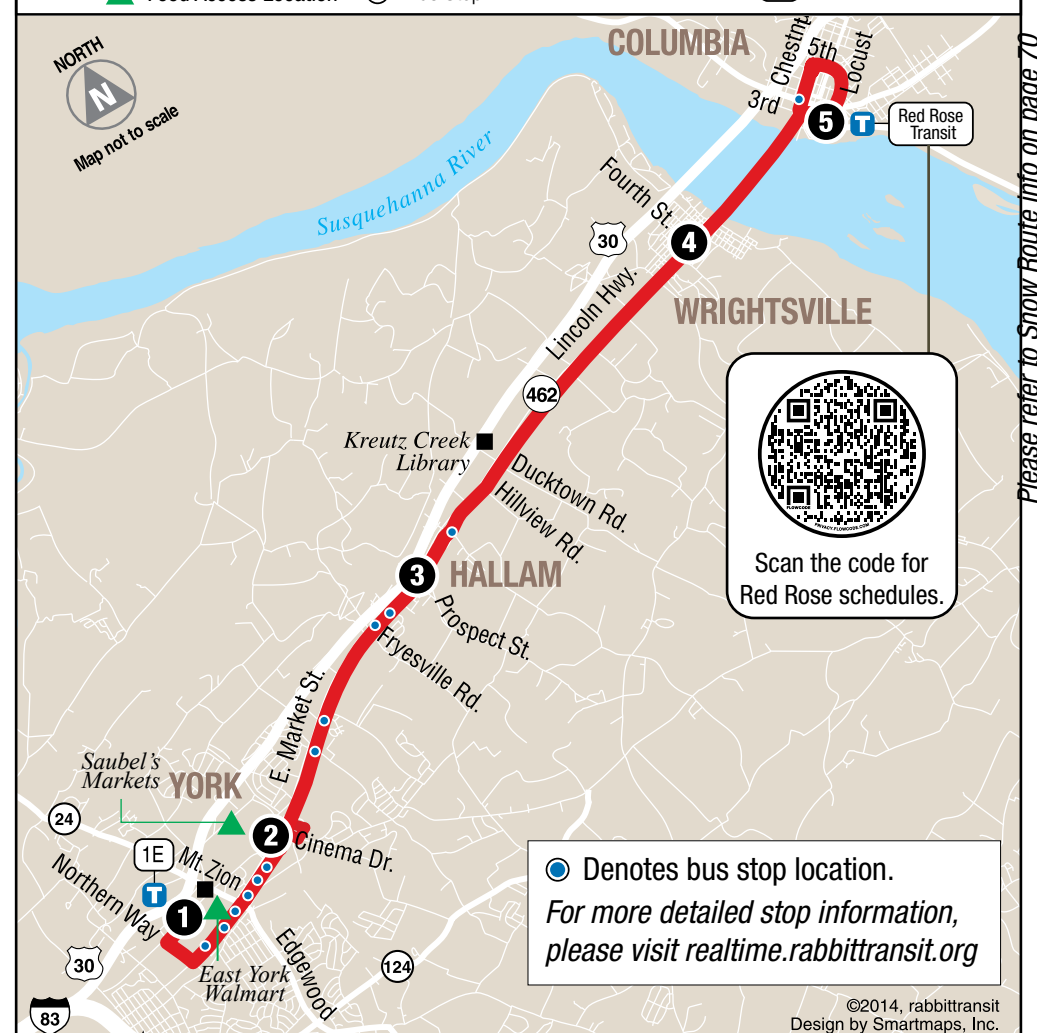 COLUMBIA
Chestnut
5th
Locust
3rd
5
T
Red Rose
Transit
NORTH
N
Map not to scale
Susquehanna River
Fourth St.
30
4
Lincoln Hwy.
WRIGHTSVILLE
462
Kreutz Creek
Library
Ducktown Rd.
Hillview Rd.
3
HALLAM
Prospect St.
Fryesville Rd.
E. Market St.
Scan the code for
Red Rose schedules.
FLOWCODE
PRIVACY.FLOWCODE.COM
Please refer to Snow Route info on page 70
Saubel's
Markets
YORK
24
2
Cinema Dr.
1E
Mt. Zion
T
Northern Way
1
East York
Walmart
Edgewood
30
124
83
Denotes bus stop location.
For more detailed stop information,
please visit realtime.rabbittransit.org
©2014, rabbittransit
Design by Smartmaps, Inc.